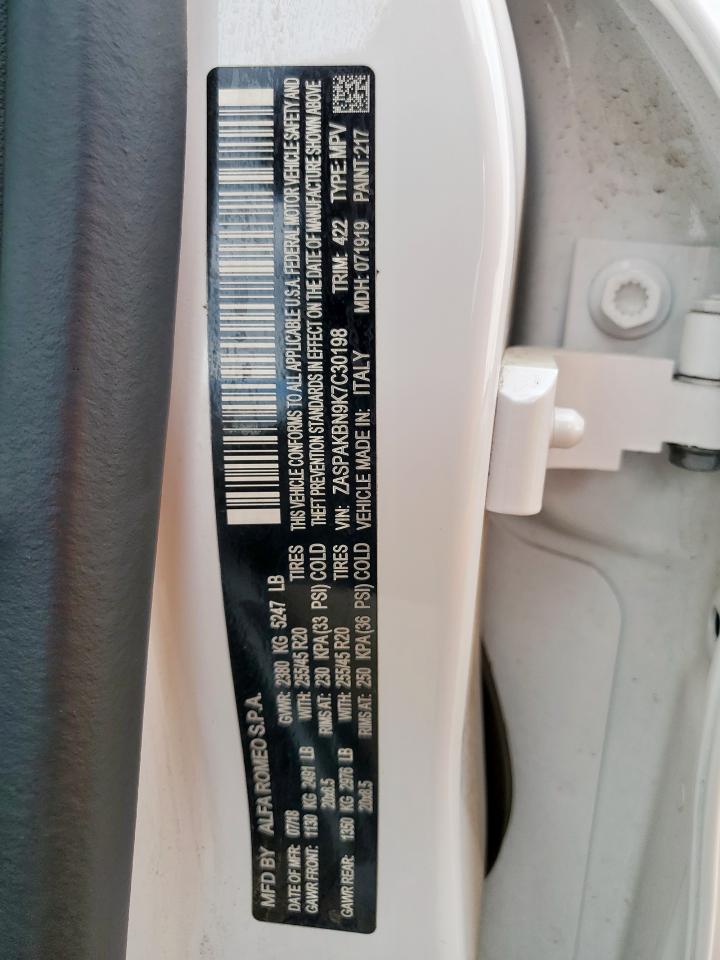 MFD BY ALFA ROMEO S.P.A.
DATE OF MFR: 07/18 GVWR: 2380 KG 5247 LB
GAWR FRONT: 1130 KG 2491 LB WITH: 255/45 R20 TIRES
20x8.5 RIMS AT: 230 KPA(33 PSI) COLD
GAWR REAR: 1350 KG 2976 LB WITH: 255/45 R20 TIRES
20x8.5 RIMS AT: 250 KPA(36 PSI) COLD
THIS VEHICLE CONFORMS TO ALL APPLICABLE U.S.A. FEDERAL MOTOR VEHICLE SAFETY AND
THEFT PREVENTION STANDARDS IN EFFECT ON THE DATE OF MANUFACTURE SHOWN ABOVE
VIN: ZASPAKBN9K7C30198 TRIM: 422 TYPE: MPV
VEHICLE MADE IN: ITALY MDH: 071919 PAINT: 217